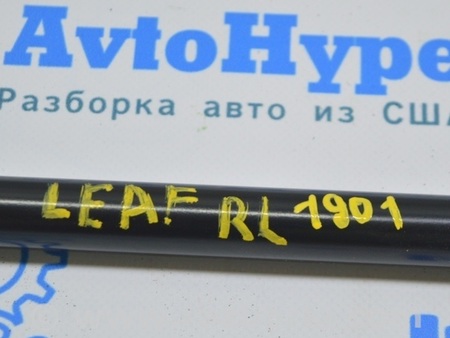 AvtoHype
Разборка авто из США
LEAF RL 1901